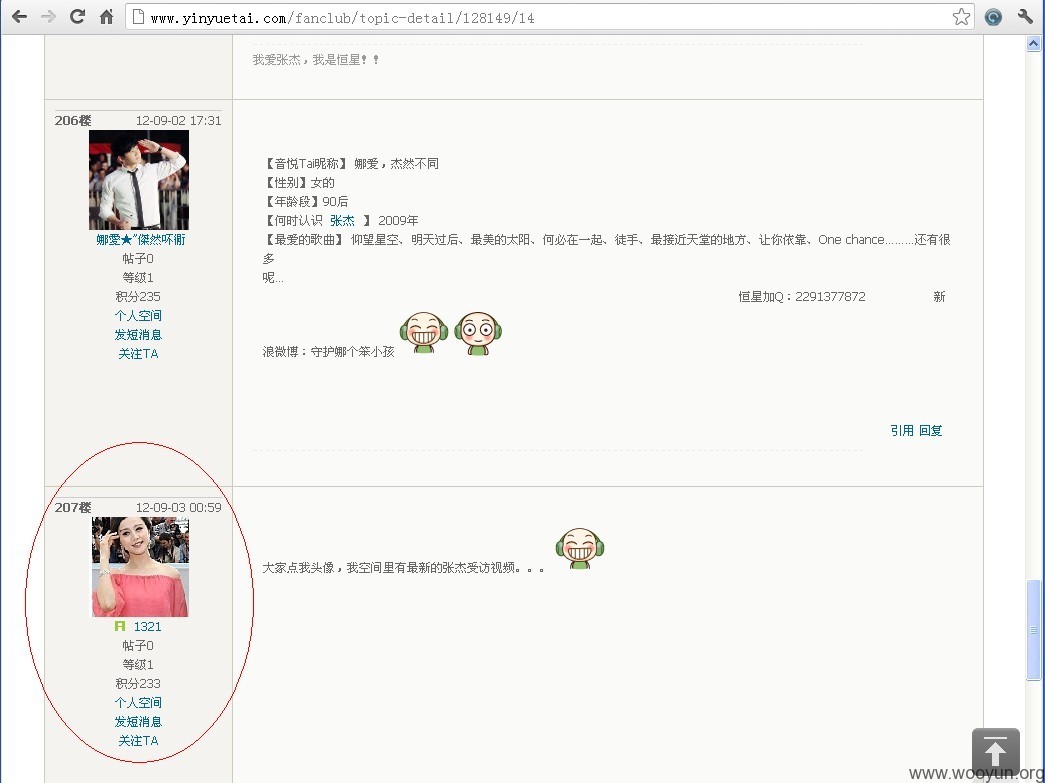 www.yinyuetai.com/fanclub/topic-detail/128149/14
我爱张杰，我是恒星！！
206楼 12-09-02 17:31
娜愛★"傑然吥衕
帖子0
等级1
积分235
个人空间
发短消息
关注TA
【音悦Tai昵称】 娜爱，杰然不同
【性别】女的
【年龄段】90后
【何时认识 张杰 】 2009年
【最爱的歌曲】 仰望星空、明天过后、最美的太阳、何必在一起、徒手、最接近天堂的地方、让你依靠、One chance………还有很
多
呢...
恒星加Q：2291377872 新
浪微博：守护娜个笨小孩
引用 回复
207楼 12-09-03 00:59
1321
帖子0
等级1
积分233
个人空间
发短消息
关注TA
大家点我头像，我空间里有最新的张杰受访视频。。。
www.wooyun.org